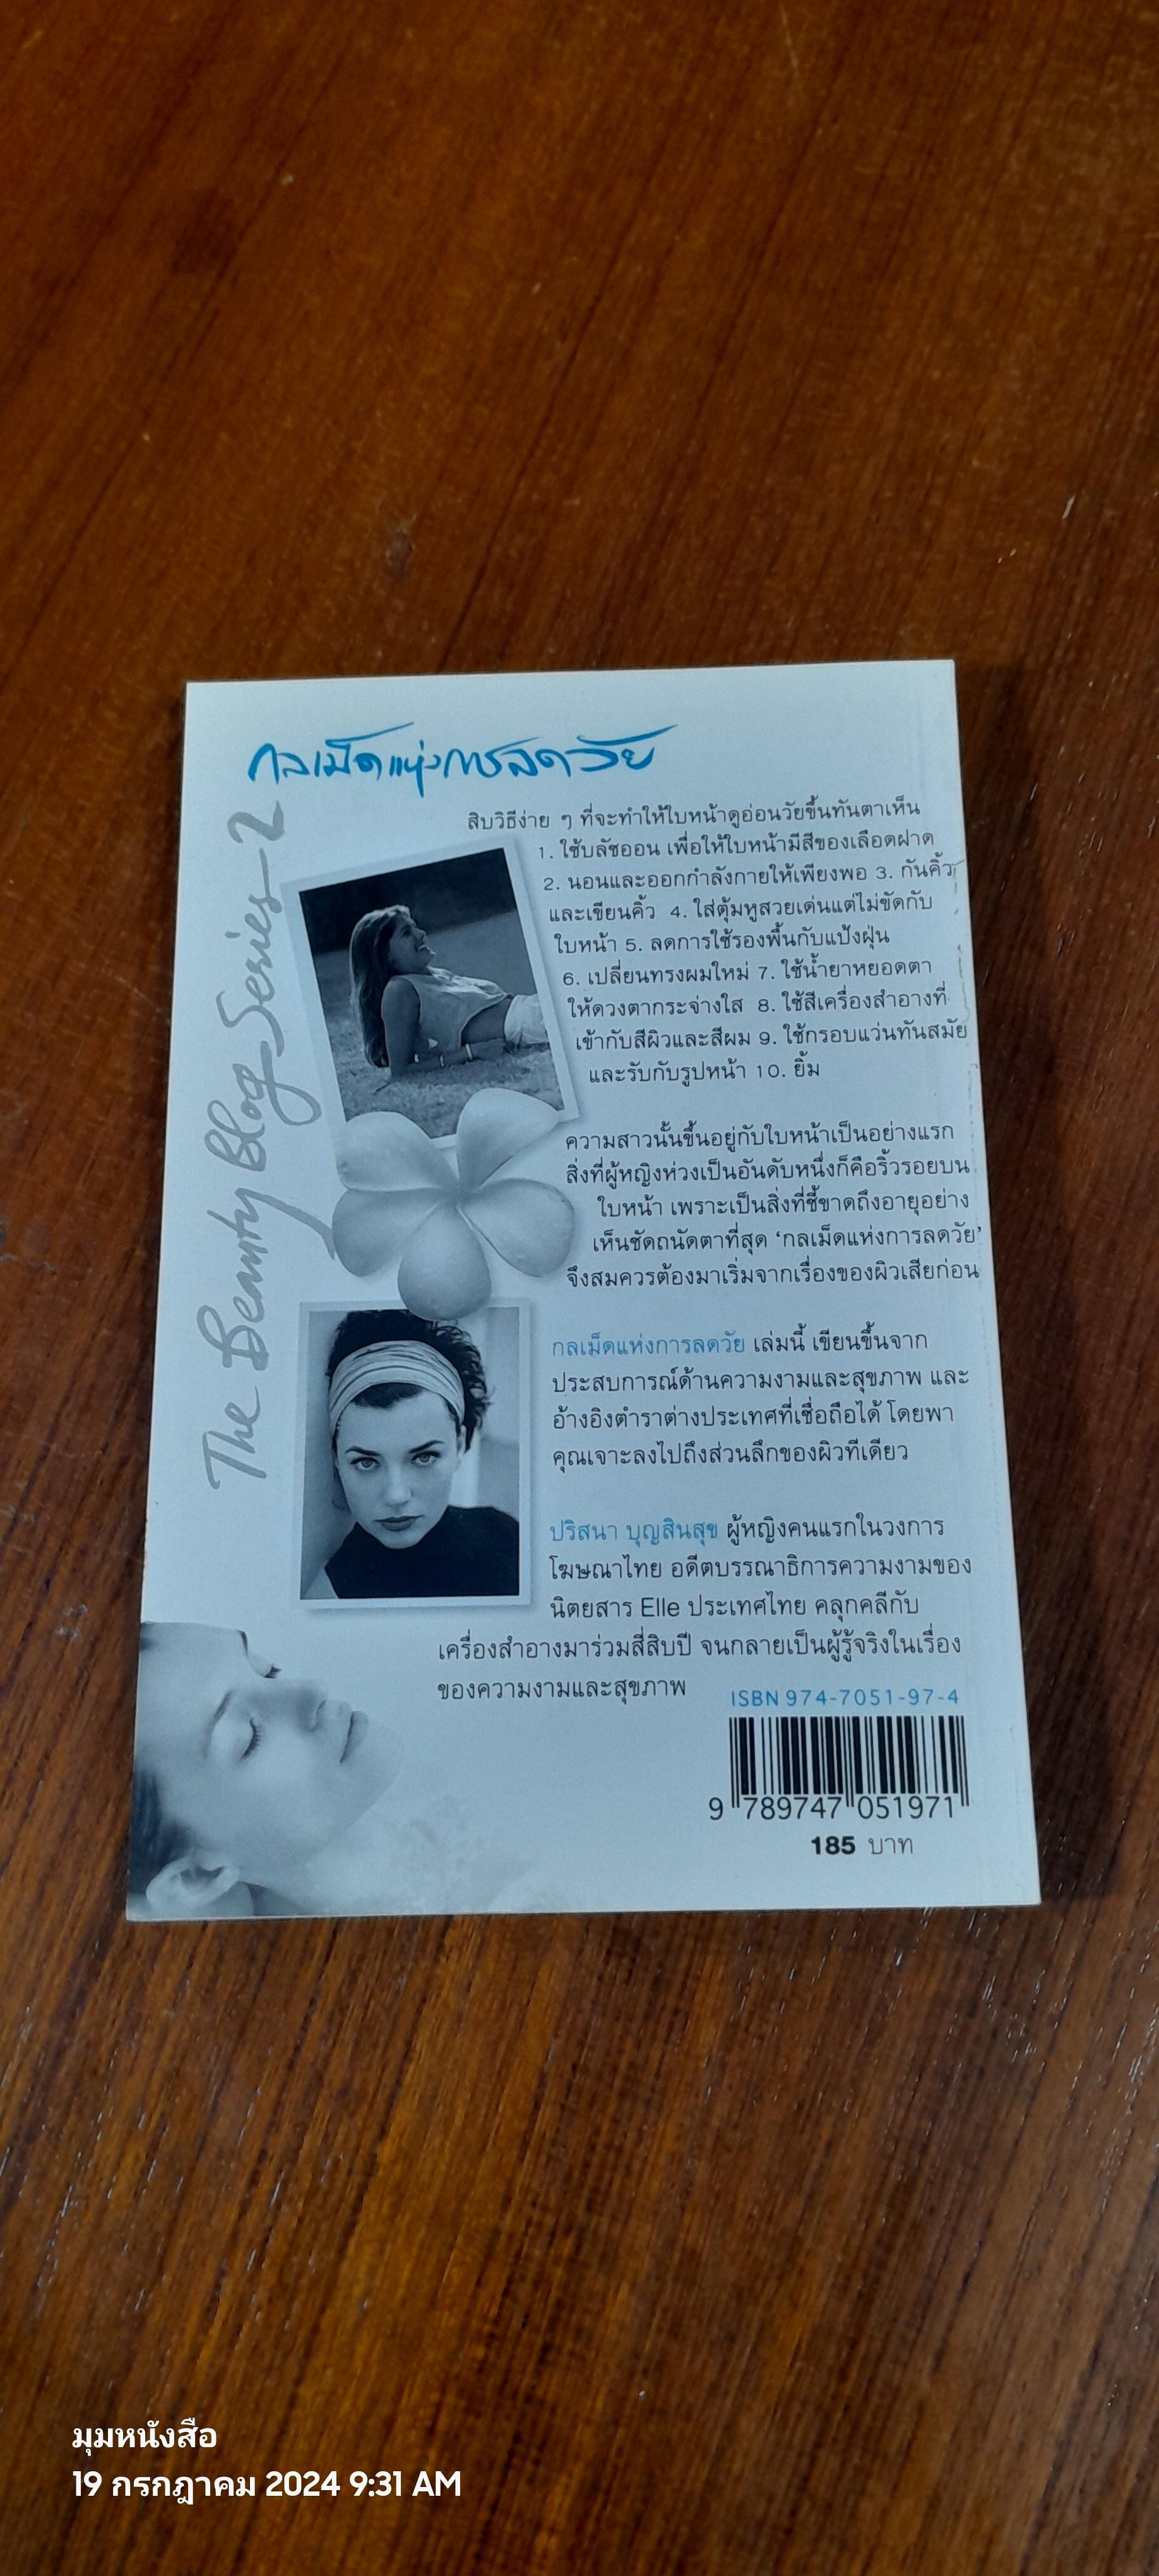 กลเม็ดแห่งการลดวัย
The Beauty Blog Series 2
สิบวิธีง่าย ๆ ที่จะทำให้ใบหน้าดูอ่อนวัยขึ้นทันตาเห็น
1. ใช้บลัชออน เพื่อให้ใบหน้ามีสีของเลือดฝาด
2. นอนและออกกำลังกายให้เพียงพอ 3. กันคิ้ว
และเขียนคิ้ว 4. ใส่ตุ้มหูสวยเด่นแต่ไม่ขัดกับ
ใบหน้า 5. ลดการใช้รองพื้นกับแป้งฝุ่น
6. เปลี่ยนทรงผมใหม่ 7. ใช้น้ำยาหยอดตา
ให้ดวงตากระจ่างใส 8. ใช้สีเครื่องสำอางที่
เข้ากับสีผิวและสีผม 9. ใช้กรอบแว่นทันสมัย
และรับกับรูปหน้า 10. ยิ้ม
ความสาวนั้นขึ้นอยู่กับใบหน้าเป็นอย่างแรก
สิ่งที่ผู้หญิงห่วงเป็นอันดับหนึ่งก็คือริ้วรอยบน
ใบหน้า เพราะเป็นสิ่งที่ชี้ขาดถึงอายุอย่าง
เห็นชัดถนัดตาที่สุด ‘กลเม็ดแห่งการลดวัย’
จึงสมควรต้องมาเริ่มจากเรื่องของผิวเสียก่อน
กลเม็ดแห่งการลดวัย เล่มนี้ เขียนขึ้นจาก
ประสบการณ์ด้านความงามและสุขภาพ และ
อ้างอิงตำราต่างประเทศที่เชื่อถือได้ โดยพา
คุณเจาะลงไปถึงส่วนลึกของผิวทีเดียว
ปริสนา บุญสินสุข ผู้หญิงคนแรกในวงการ
โฆษณาไทย อดีตบรรณาธิการความงามของ
นิตยสาร Elle ประเทศไทย คลุกคลีกับ
เครื่องสำอางมาร่วมสี่สิบปี จนกลายเป็นผู้รู้จริงในเรื่อง
ของความงามและสุขภาพ
ISBN 974-7051-97-4
9 789747 051971
185 บาท
มุมหนังสือ
19 กรกฎาคม 2024 9:31 AM